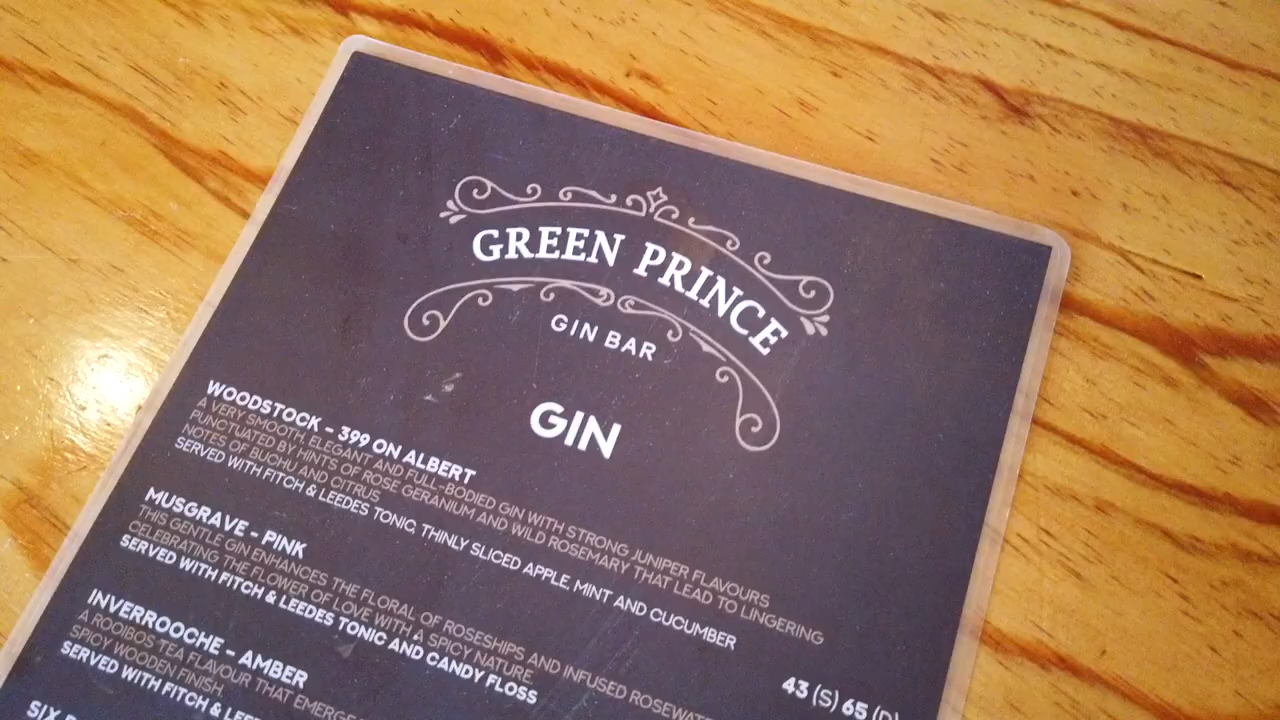 GREEN PRINCE
GIN BAR
GIN
WOODSTOCK - 399 ON ALBERT
A VERY SMOOTH, ELEGANT AND FULL-BODIED GIN WITH STRONG JUNIPER FLAVOURS
PUNCTUATED BY HINTS OF ROSE GERANIUM AND WILD ROSEMARY THAT LEAD TO LINGERING
NOTES OF BUCHU AND CITRUS
SERVED WITH FITCH & LEEDES TONIC, THINLY SLICED APPLE, MINT AND CUCUMBER
43 (S) 65 (D)
MUSGRAVE - PINK
THIS GENTLE GIN ENHANCES THE FLORAL OF ROSESHIPS AND INFUSED ROSEWATER
CELEBRATING THE FLOWER OF LOVE WITH A SPICY NATURE
SERVED WITH FITCH & LEEDES TONIC AND CANDY FLOSS
INVERROOCHE - AMBER
A ROOIBOS TEA FLAVOUR THAT
SPICY WOODEN FINISH.
SERVED WITH FITCH &
SIX